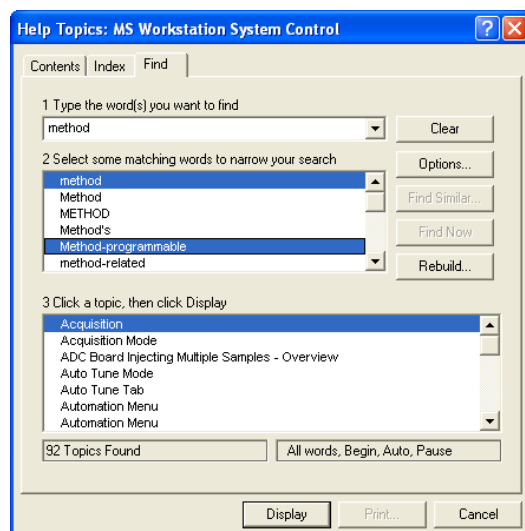 Help Topics: MS Workstation System Control
Contents Index Find
1 Type the word(s) you want to find
method Clear
2 Select some matching words to narrow your search
Options...
method
Method
METHOD
Method's
Method-programmable
method-related
Find Similar...
Find Now
Rebuild...
3 Click a topic, then click Display
Acquisition
Acquisition Mode
ADC Board Injecting Multiple Samples - Overview
Auto Tune Mode
Auto Tune Tab
Automation Menu
Automation Menu
92 Topics Found All words, Begin, Auto, Pause
Display Print... Cancel